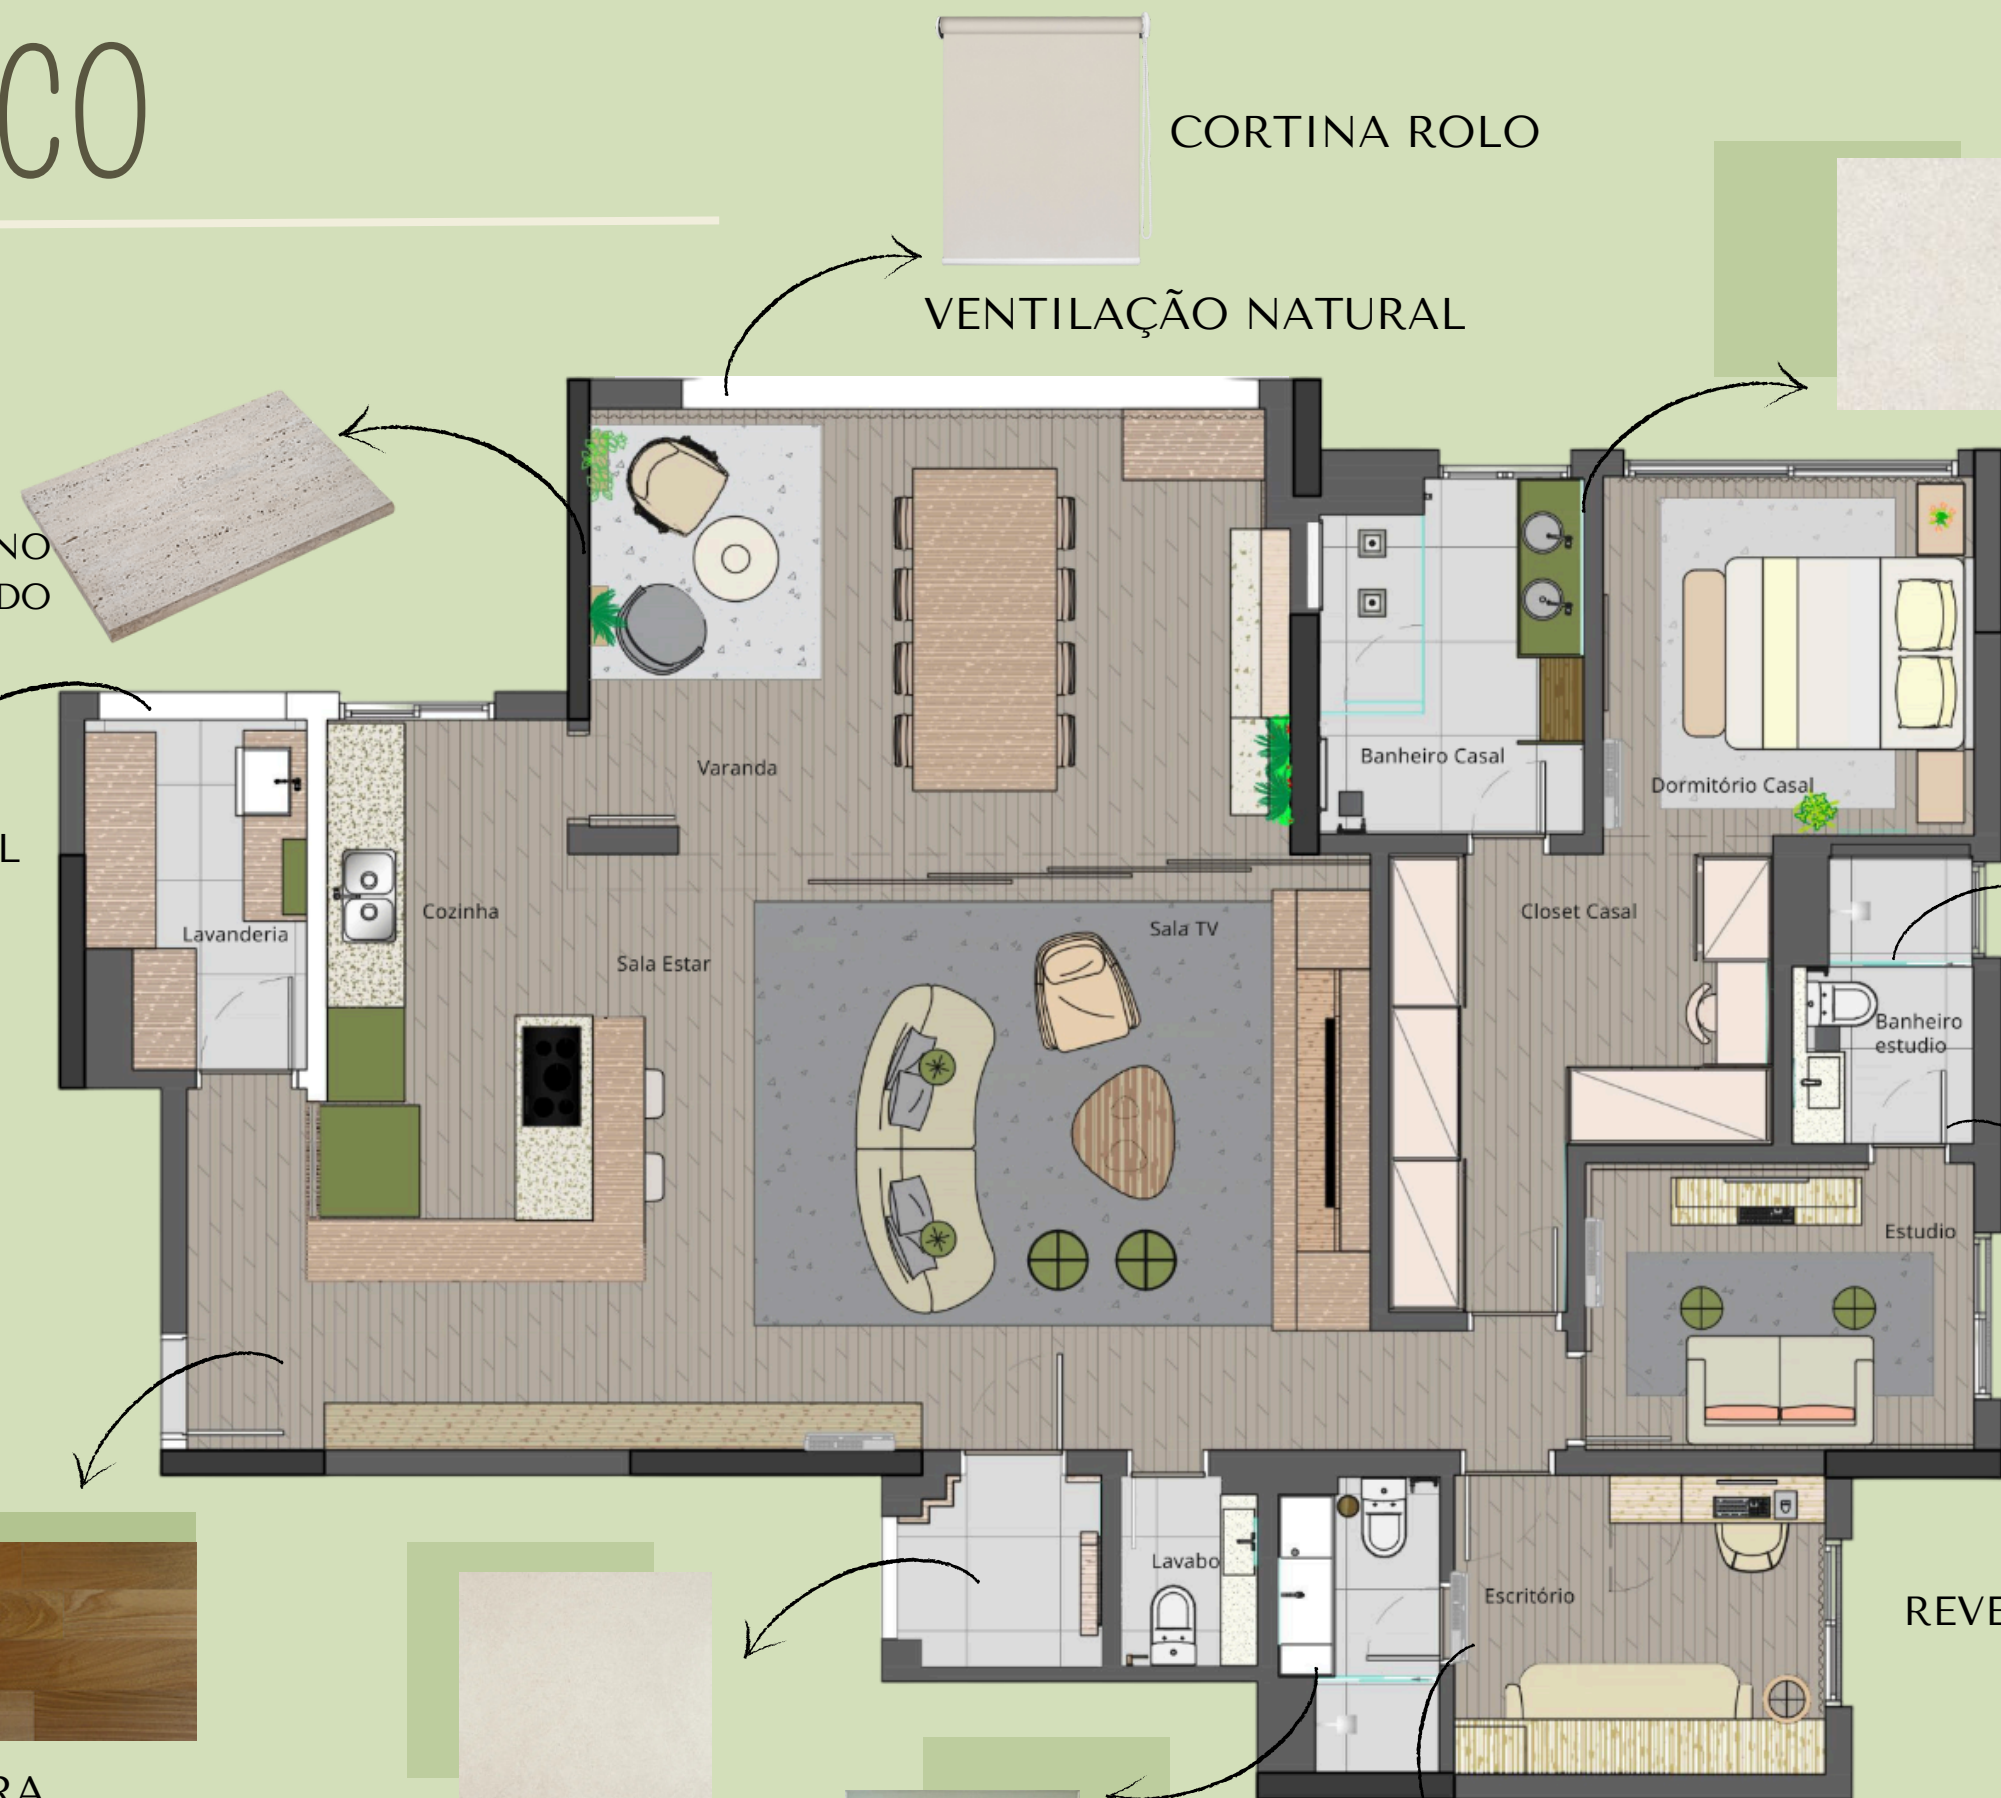 CO
CORTINA ROLO
VENTILAÇÃO NATURAL
NO
DO
Varanda
Banheiro Casal
Dormitório Casal
L
Cozinha
Lavanderia
Sala Estar
Sala TV
Closet Casal
Banheiro
estudio
Estudio
Lavabo
Escritório
REVE
RA